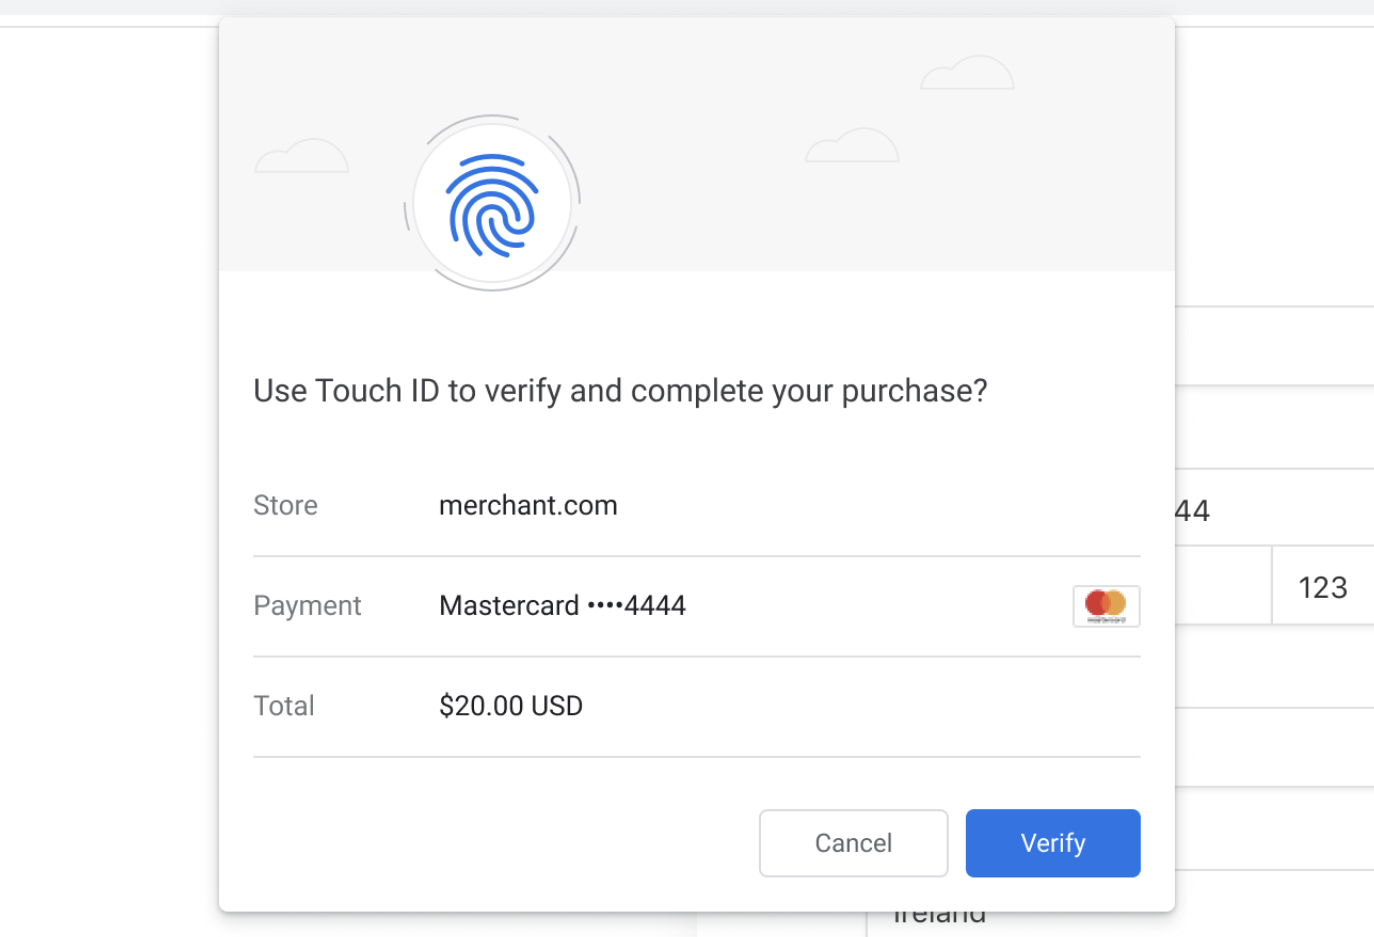 Use Touch ID to verify and complete your purchase?
Store merchant.com
44
Payment Mastercard ••••4444
123
Total $20.00 USD
Cancel Verify
Ireland